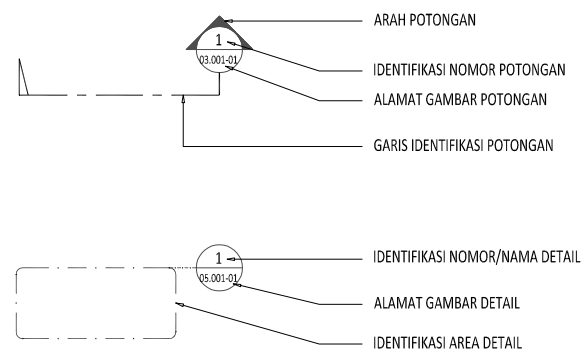 ARAH POTONGAN
1
IDENTIFIKASI NOMOR POTONGAN
03.001-01
ALAMAT GAMBAR POTONGAN
GARIS IDENTIFIKASI POTONGAN
1
IDENTIFIKASI NOMOR/NAMA DETAIL
05.001-01
ALAMAT GAMBAR DETAIL
IDENTIFIKASI AREA DETAIL